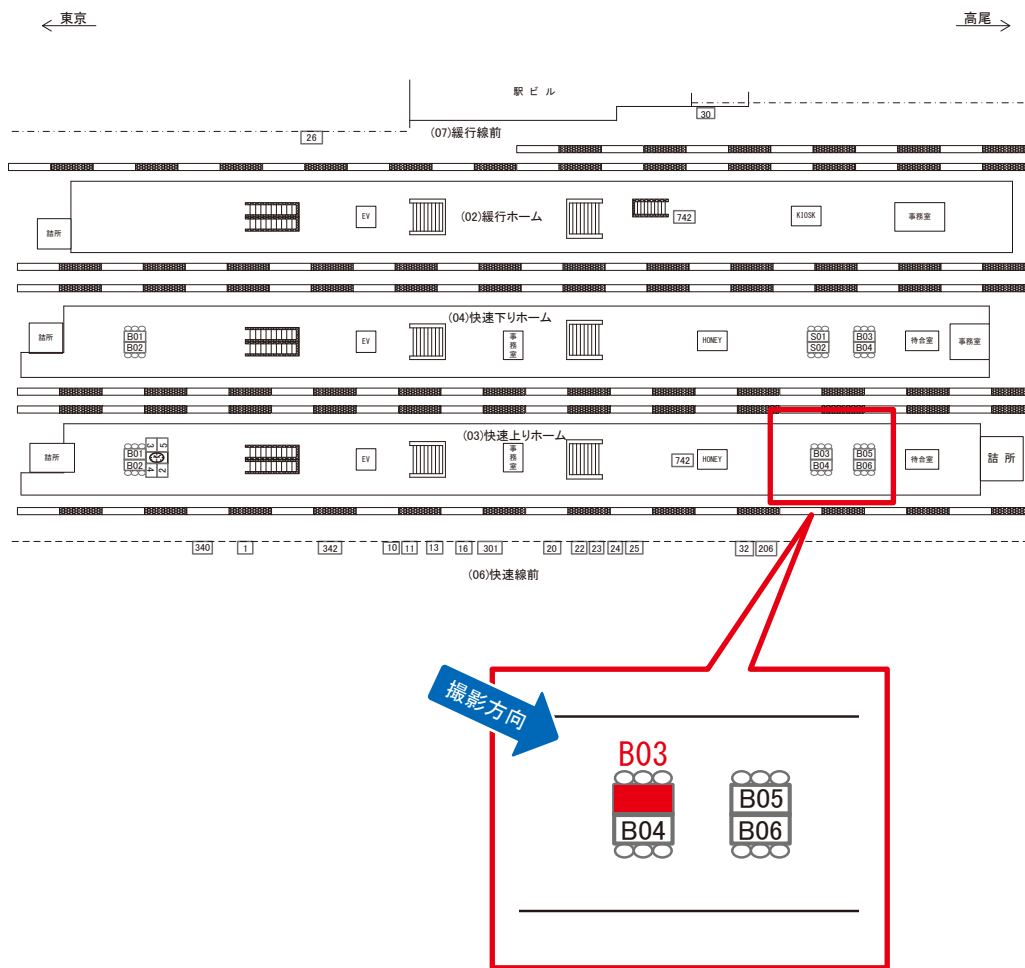 東京
高尾
駅 ビ ル
30
26
(07)緩行線前
詰所
EV
(02)緩行ホーム
742
KIOSK
事務室
(04)快速下りホーム
詰所
B01
B02
EV
事務室
HONEY
S01
S02
B03
B04
待合室
事務室
(03)快速上りホーム
詰所
B01
B02
3
5
4
2
EV
事務室
742
HONEY
B03
B04
B05
B06
待合室
詰 所
340
1
342
10
11
13
16
301
20
22
23
24
25
32
206
(06)快速線前
撮影方向
B03
B04
B05
B06